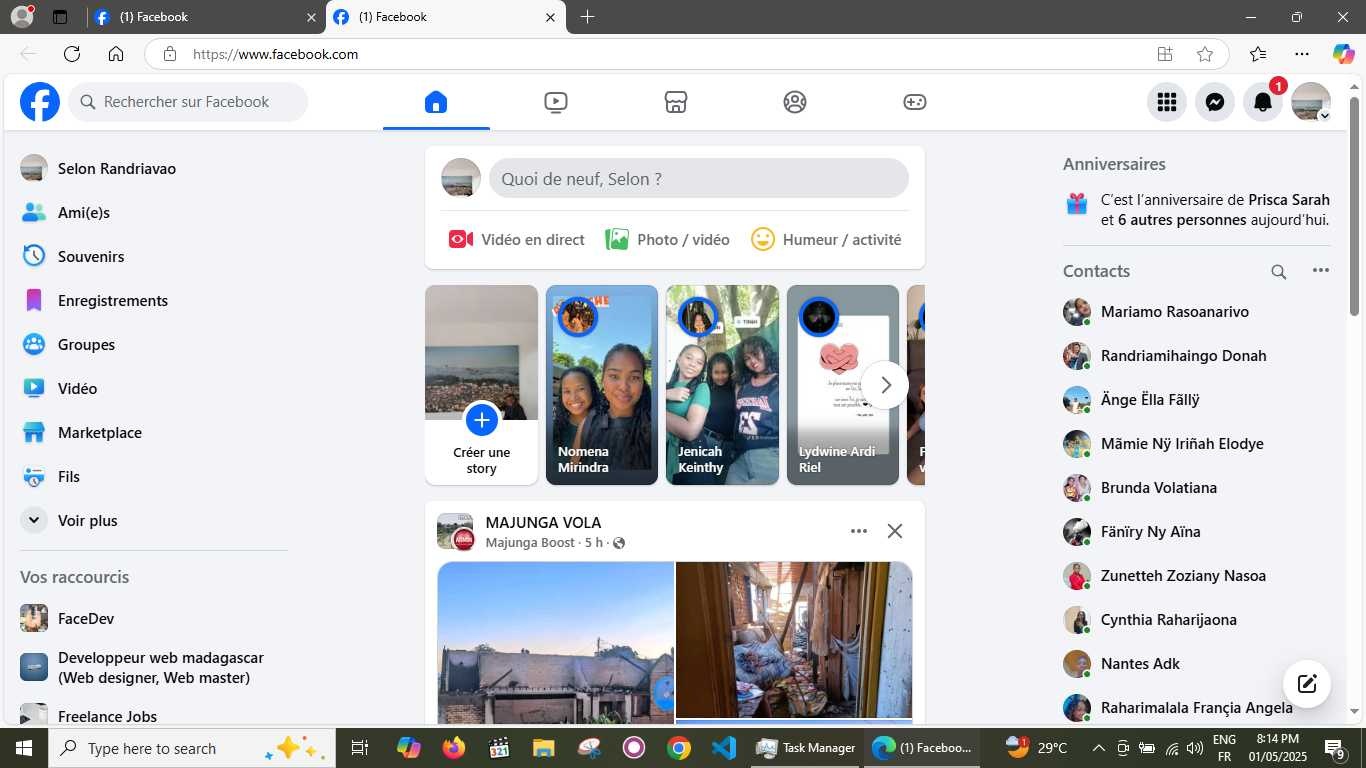 (1) Facebook
(1) Facebook
https://www.facebook.com
Rechercher sur Facebook
1
Selon Randriavao
Ami(e)s
Souvenirs
Enregistrements
Groupes
Vidéo
Marketplace
Fils
Voir plus
Vos raccourcis
FaceDev
Developpeur web madagascar
(Web designer, Web master)
Freelance Jobs
Quoi de neuf, Selon ?
Vidéo en direct
Photo / vidéo
Humeur / activité
Créer une
story
Nomena
Mirindra
Jenicah
Keinthy
Lydwine Ardi
Riel
MAJUNGA VOLA
Majunga Boost · 5 h ·
Anniversaires
C'est l'anniversaire de Prisca Sarah
et 6 autres personnes aujourd'hui.
Contacts
Mariamo Rasoanarivo
Randriamihaingo Donah
Änge Ëlla Fãllÿ
Mãmie Nÿ Iriñah Elodye
Brunda Volatiana
Fänïry Ny Aïna
Zunetteh Zoziany Nasoa
Cynthia Raharijaona
Nantes Adk
Raharimalala Françia Angela
Type here to search
321
Task Manager
(1) Faceboo...
1
29°C
ENG
FR
8:14 PM
01/05/2025
9